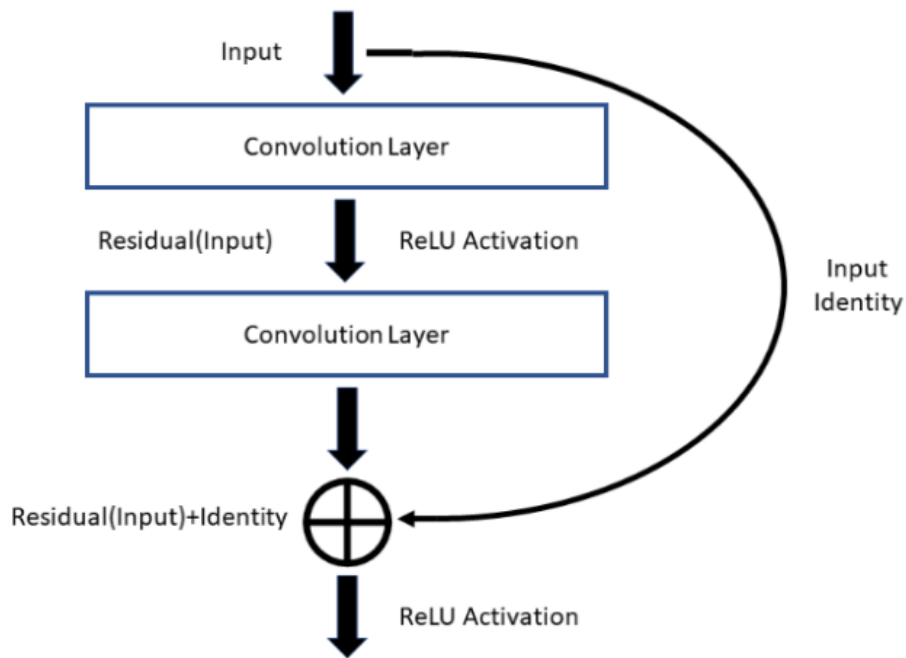 Input
Convolution Layer
Residual(Input)
ReLU Activation
Input
Identity
Convolution Layer
Residual(Input)+Identity
ReLU Activation